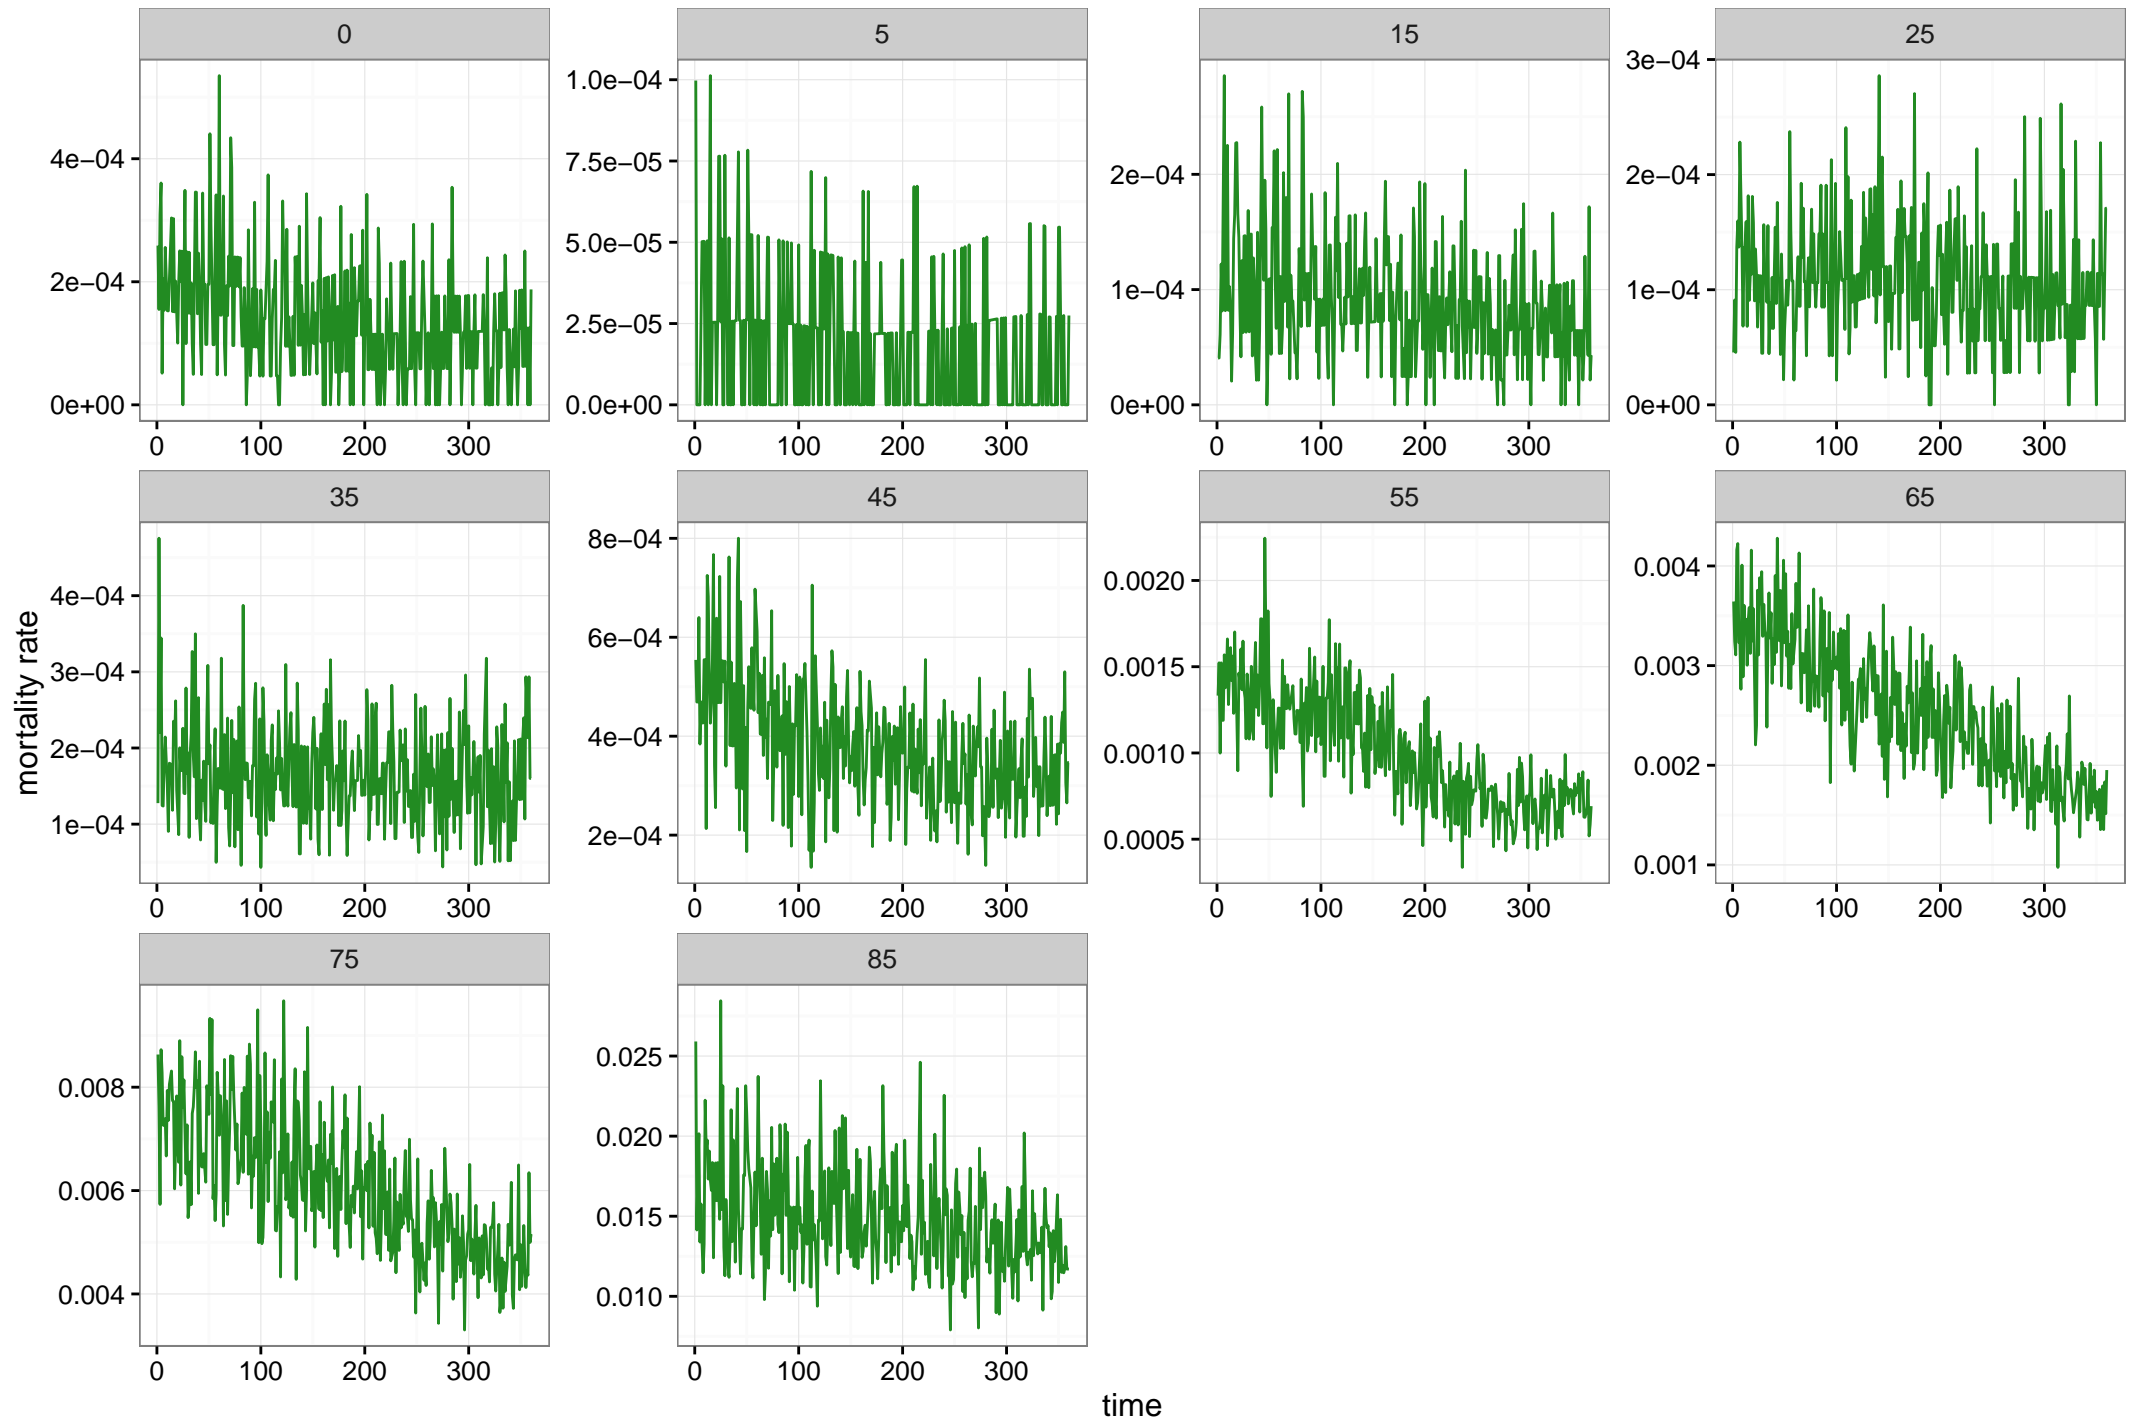 0 5 15 25
4e−04
2e−04
0e+00
1.0e−04
7.5e−05
5.0e−05
2.5e−05
0.0e+00
2e−04
1e−04
0e+00
3e−04
2e−04
1e−04
0e+00
0 100 200 300 0 100 200 300 0 100 200 300 0 100 200 300
35 45 55 65
mortality rate
4e−04
3e−04
2e−04
1e−04
8e−04
6e−04
4e−04
2e−04
0.0020
0.0015
0.0010
0.0005
0.004
0.003
0.002
0.001
0 100 200 300 0 100 200 300 0 100 200 300 0 100 200 300
75 85
0.008
0.006
0.004
0.025
0.020
0.015
0.010
0 100 200 300 0 100 200 300
time